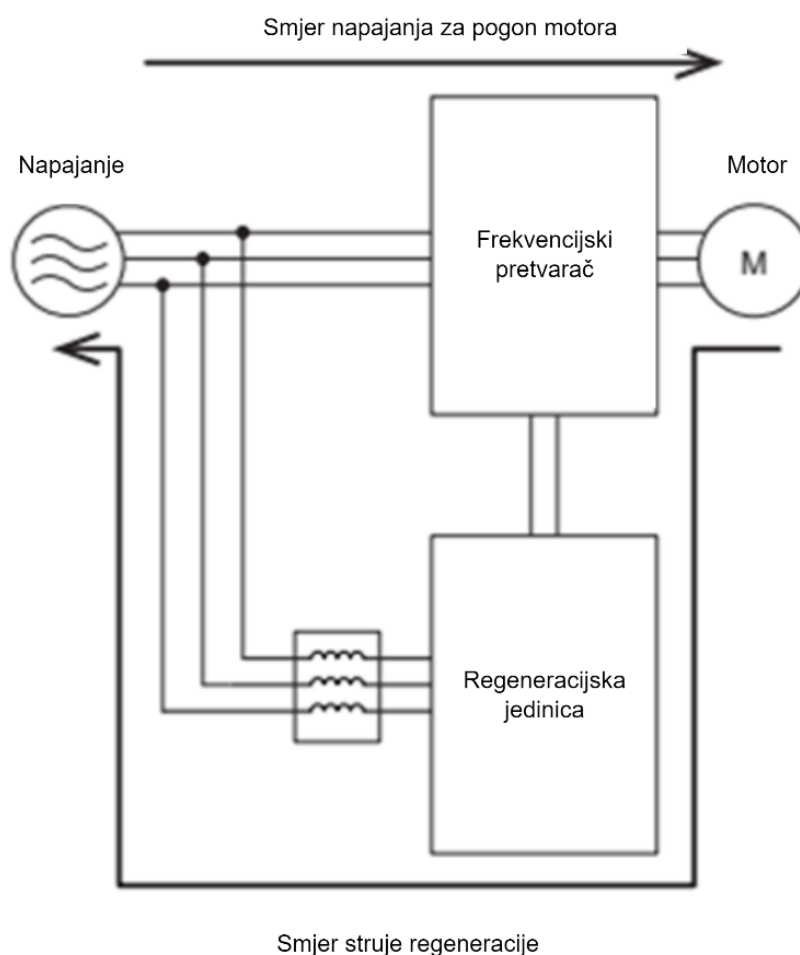 Smjer napajanja za pogon motora
Napajanje
Motor
Frekvencijski
pretvarač
M
Regeneracijska
jedinica
Smjer struje regeneracije